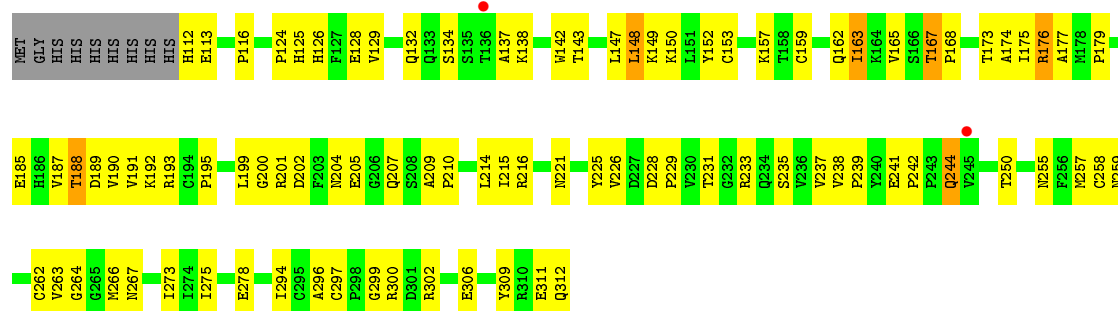 MET GLY HIS HIS HIS HIS HIS HIS H112 E113 P116 P124 H125 H126 F127 E128 V129 Q132 Q133 S134 S135 T136 A137 K138 W142 T143 L147 L148 K149 K150 L151 Y152 C153 K157 T158 C159 Q162 I163 K164 V165 S166 T167 P168 T173 A174 I175 R176 A177 M178 P179
E185 H186 V187 T188 D189 V190 V191 K192 R193 C194 P195 L199 G200 R201 D202 F203 N204 E205 G206 Q207 S208 A209 P210 L214 I215 R216 N221 Y225 V226 D227 D228 P229 V230 T231 G232 R233 Q234 S235 V236 V237 V238 P239 Y240 E241 P242 P243 Q244 V245 T250 N255 F256 M257 C258 N259
C262 V263 G264 G265 M266 N267 I273 I274 I275 E278 I294 C295 A296 C297 P298 G299 R300 D301 R302 E306 Y309 R310 E311 Q312